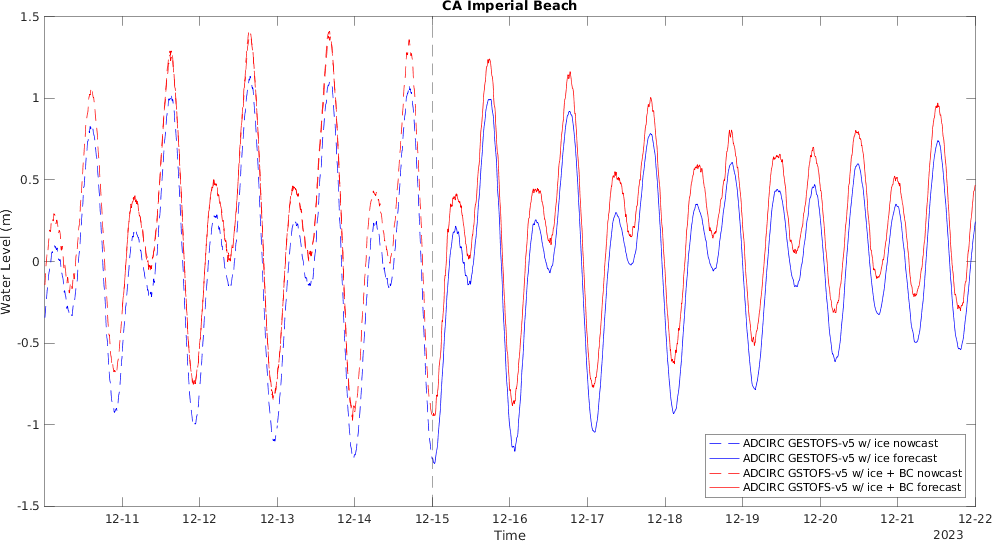 CA Imperial Beach
1.5
1
0.5
0
-0.5
-1
-1.5
Water Level (m)
12-11
12-12
12-13
12-14
12-15
12-16
12-17
12-18
12-19
12-20
12-21
12-22
Time
2023
ADCIRC GESTOFS-v5 w/ ice nowcast
ADCIRC GESTOFS-v5 w/ ice forecast
ADCIRC GSTOFS-v5 w/ ice + BC nowcast
ADCIRC GSTOFS-v5 w/ ice + BC forecast